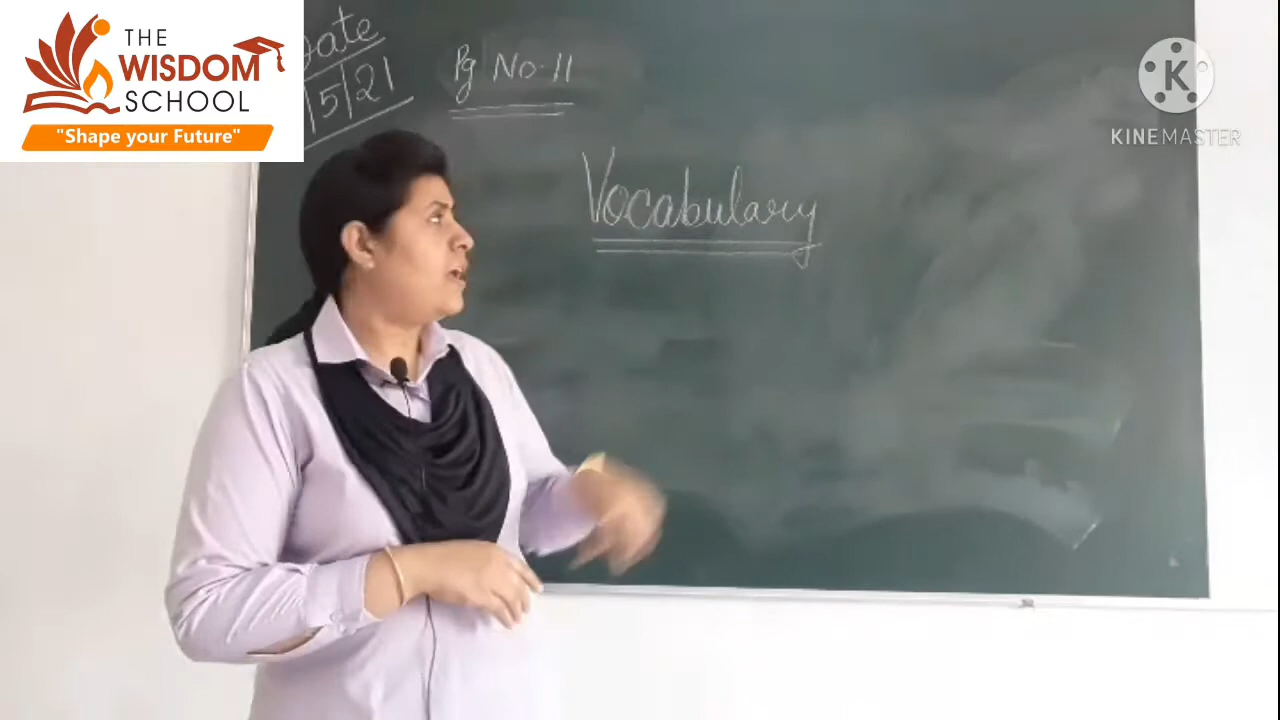 THE
WISDOM
SCHOOL
"Shape your Future"
Date
/5/21
Pg No-11
Vocabulary
K
KINEMASTER